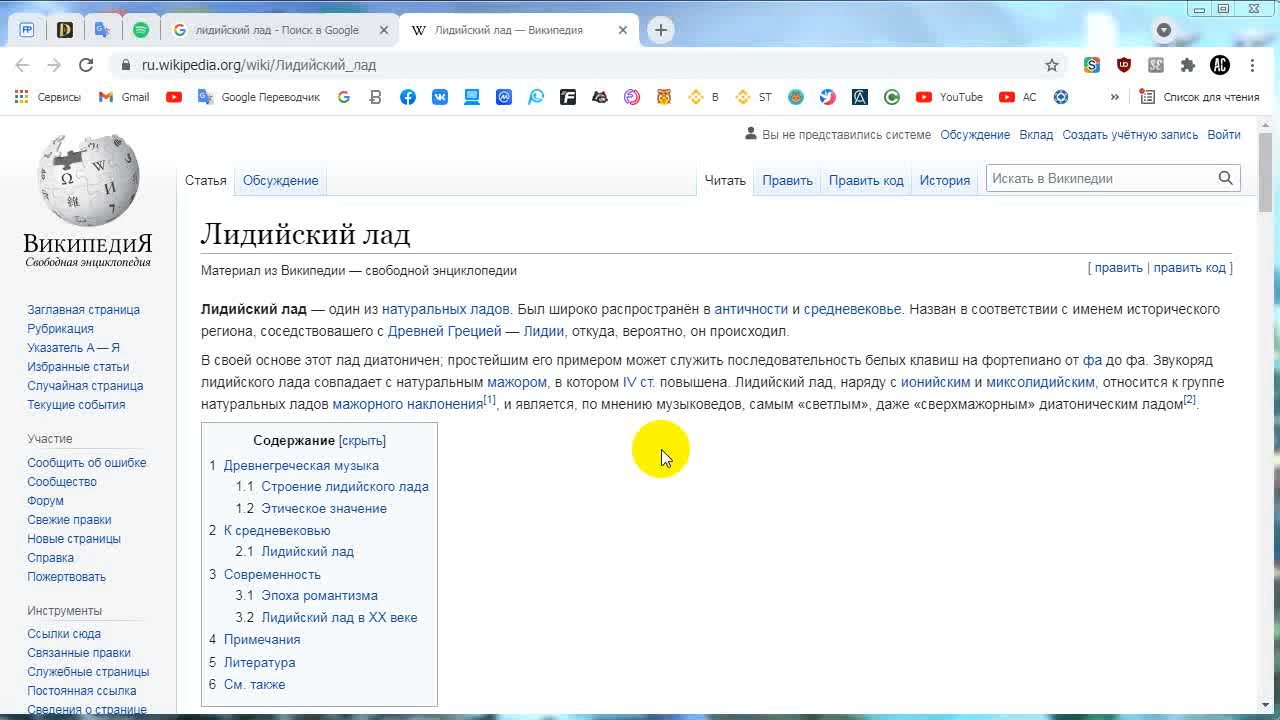 лидийский лад - Поиск в Google
Лидийский лад — Википедия
ru.wikipedia.org/wiki/Лидийский_лад
Сервисы
Gmail
Google Переводчик
B
ST
YouTube
AC
»
Список для чтения
Вы не представились системе Обсуждение Вклад Создать учётную запись Войти
Статья Обсуждение Читать Править Править код История Искать в Википедии
ВИКИПЕДИЯ
Свободная энциклопедия
Лидийский лад
Материал из Википедии — свободной энциклопедии
[ править | править код ]
Лидийский лад — один из натуральных ладов. Был широко распространён в античности и средневековье. Назван в соответствии с именем исторического
региона, соседствовавшего с Древней Грецией — Лидии, откуда, вероятно, он происходил.
В своей основе этот лад диатоничен; простейшим его примером может служить последовательность белых клавиш на фортепиано от фа до фа. Звукоряд
лидийского лада совпадает с натуральным мажором, в котором IV ст. повышена. Лидийский лад, наряду с ионийским и миксолидийским, относится к группе
натуральных ладов мажорного наклонения[1], и является, по мнению музыковедов, самым «светлым», даже «сверхмажорным» диатоническим ладом[2].
Содержание [скрыть]
1 Древнегреческая музыка
1.1 Строение лидийского лада
1.2 Этическое значение
2 К средневековью
2.1 Лидийский лад
3 Современность
3.1 Эпоха романтизма
3.2 Лидийский лад в XX веке
4 Примечания
5 Литература
6 См. также
Заглавная страница
Рубрикация
Указатель А — Я
Избранные статьи
Случайная страница
Текущие события
Участие
Сообщить об ошибке
Сообщество
Форум
Свежие правки
Новые страницы
Справка
Пожертвовать
Инструменты
Ссылки сюда
Связанные правки
Служебные страницы
Постоянная ссылка
Сведения о странице